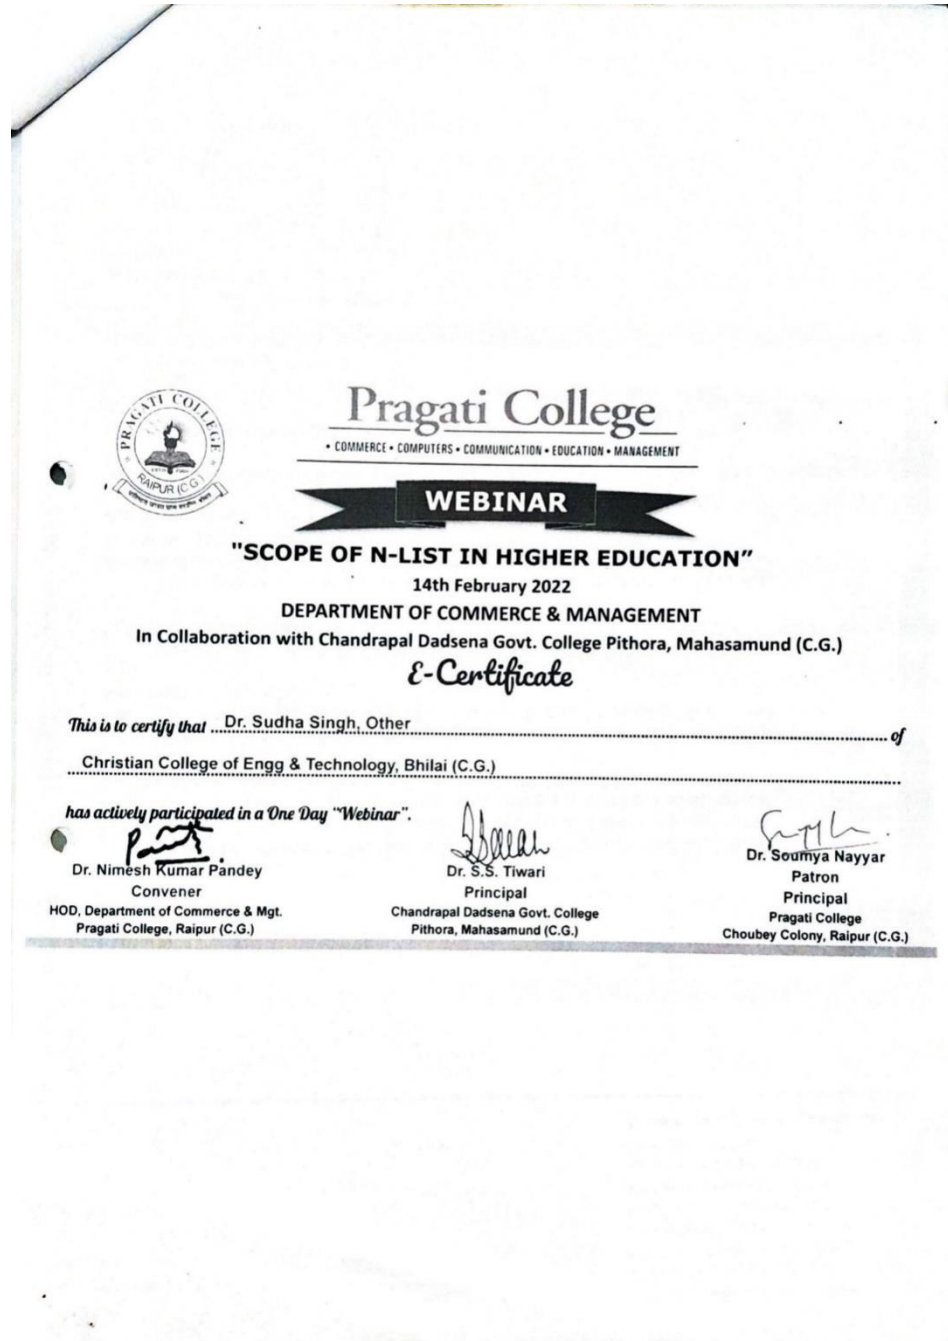 PRAGATI COLLEGE
RAIPUR (C.G)
Pragati College
• COMMERCE • COMPUTERS • COMMUNICATION • EDUCATION • MANAGEMENT
WEBINAR
"SCOPE OF N-LIST IN HIGHER EDUCATION"
14th February 2022
DEPARTMENT OF COMMERCE & MANAGEMENT
In Collaboration with Chandrapal Dadsena Govt. College Pithora, Mahasamund (C.G.)
E-Certificate
This is to certify that Dr. Sudha Singh, Other of
Christian College of Engg & Technology, Bhilai (C.G.)
has actively participated in a One Day "Webinar".
Dr. Nimesh Kumar Pandey
Convener
HOD, Department of Commerce & Mgt.
Pragati College, Raipur (C.G.)
Dr. S.S. Tiwari
Principal
Chandrapal Dadsena Govt. College
Pithora, Mahasamund (C.G.)
Dr. Soumya Nayyar
Patron
Principal
Pragati College
Choubey Colony, Raipur (C.G.)